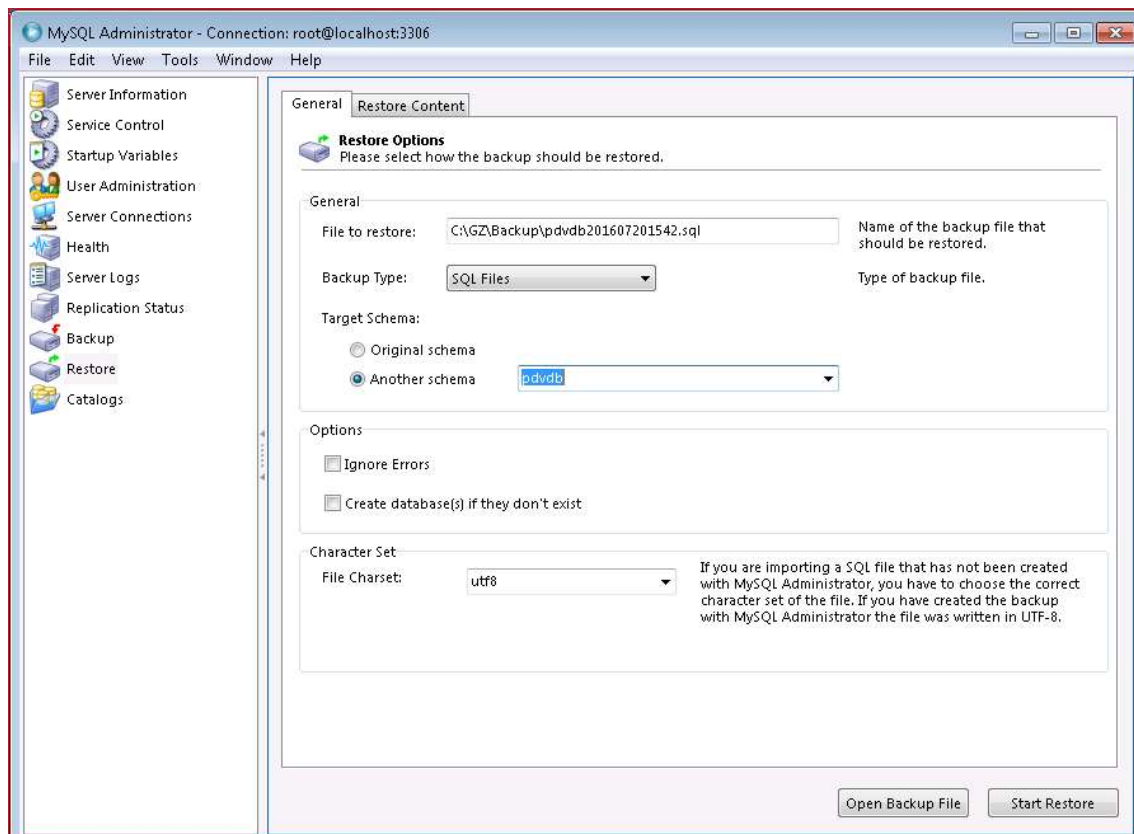 MySQL Administrator - Connection: root@localhost:3306
File Edit View Tools Window Help
Server Information
Service Control
Startup Variables
User Administration
Server Connections
Health
Server Logs
Replication Status
Backup
Restore
Catalogs
General Restore Content
Restore Options
Please select how the backup should be restored.
General
File to restore: C:\GZ\Backup\pdvdb201607201542.sql Name of the backup file that
should be restored.
Backup Type: SQL Files Type of backup file.
Target Schema:
Original schema
Another schema pdvdb
Options
Ignore Errors
Create database(s) if they don't exist
Character Set
File Charset: utf8 If you are importing a SQL file that has not been created
with MySQL Administrator, you have to choose the correct
character set of the file. If you have created the backup
with MySQL Administrator the file was written in UTF-8.
Open Backup File Start Restore